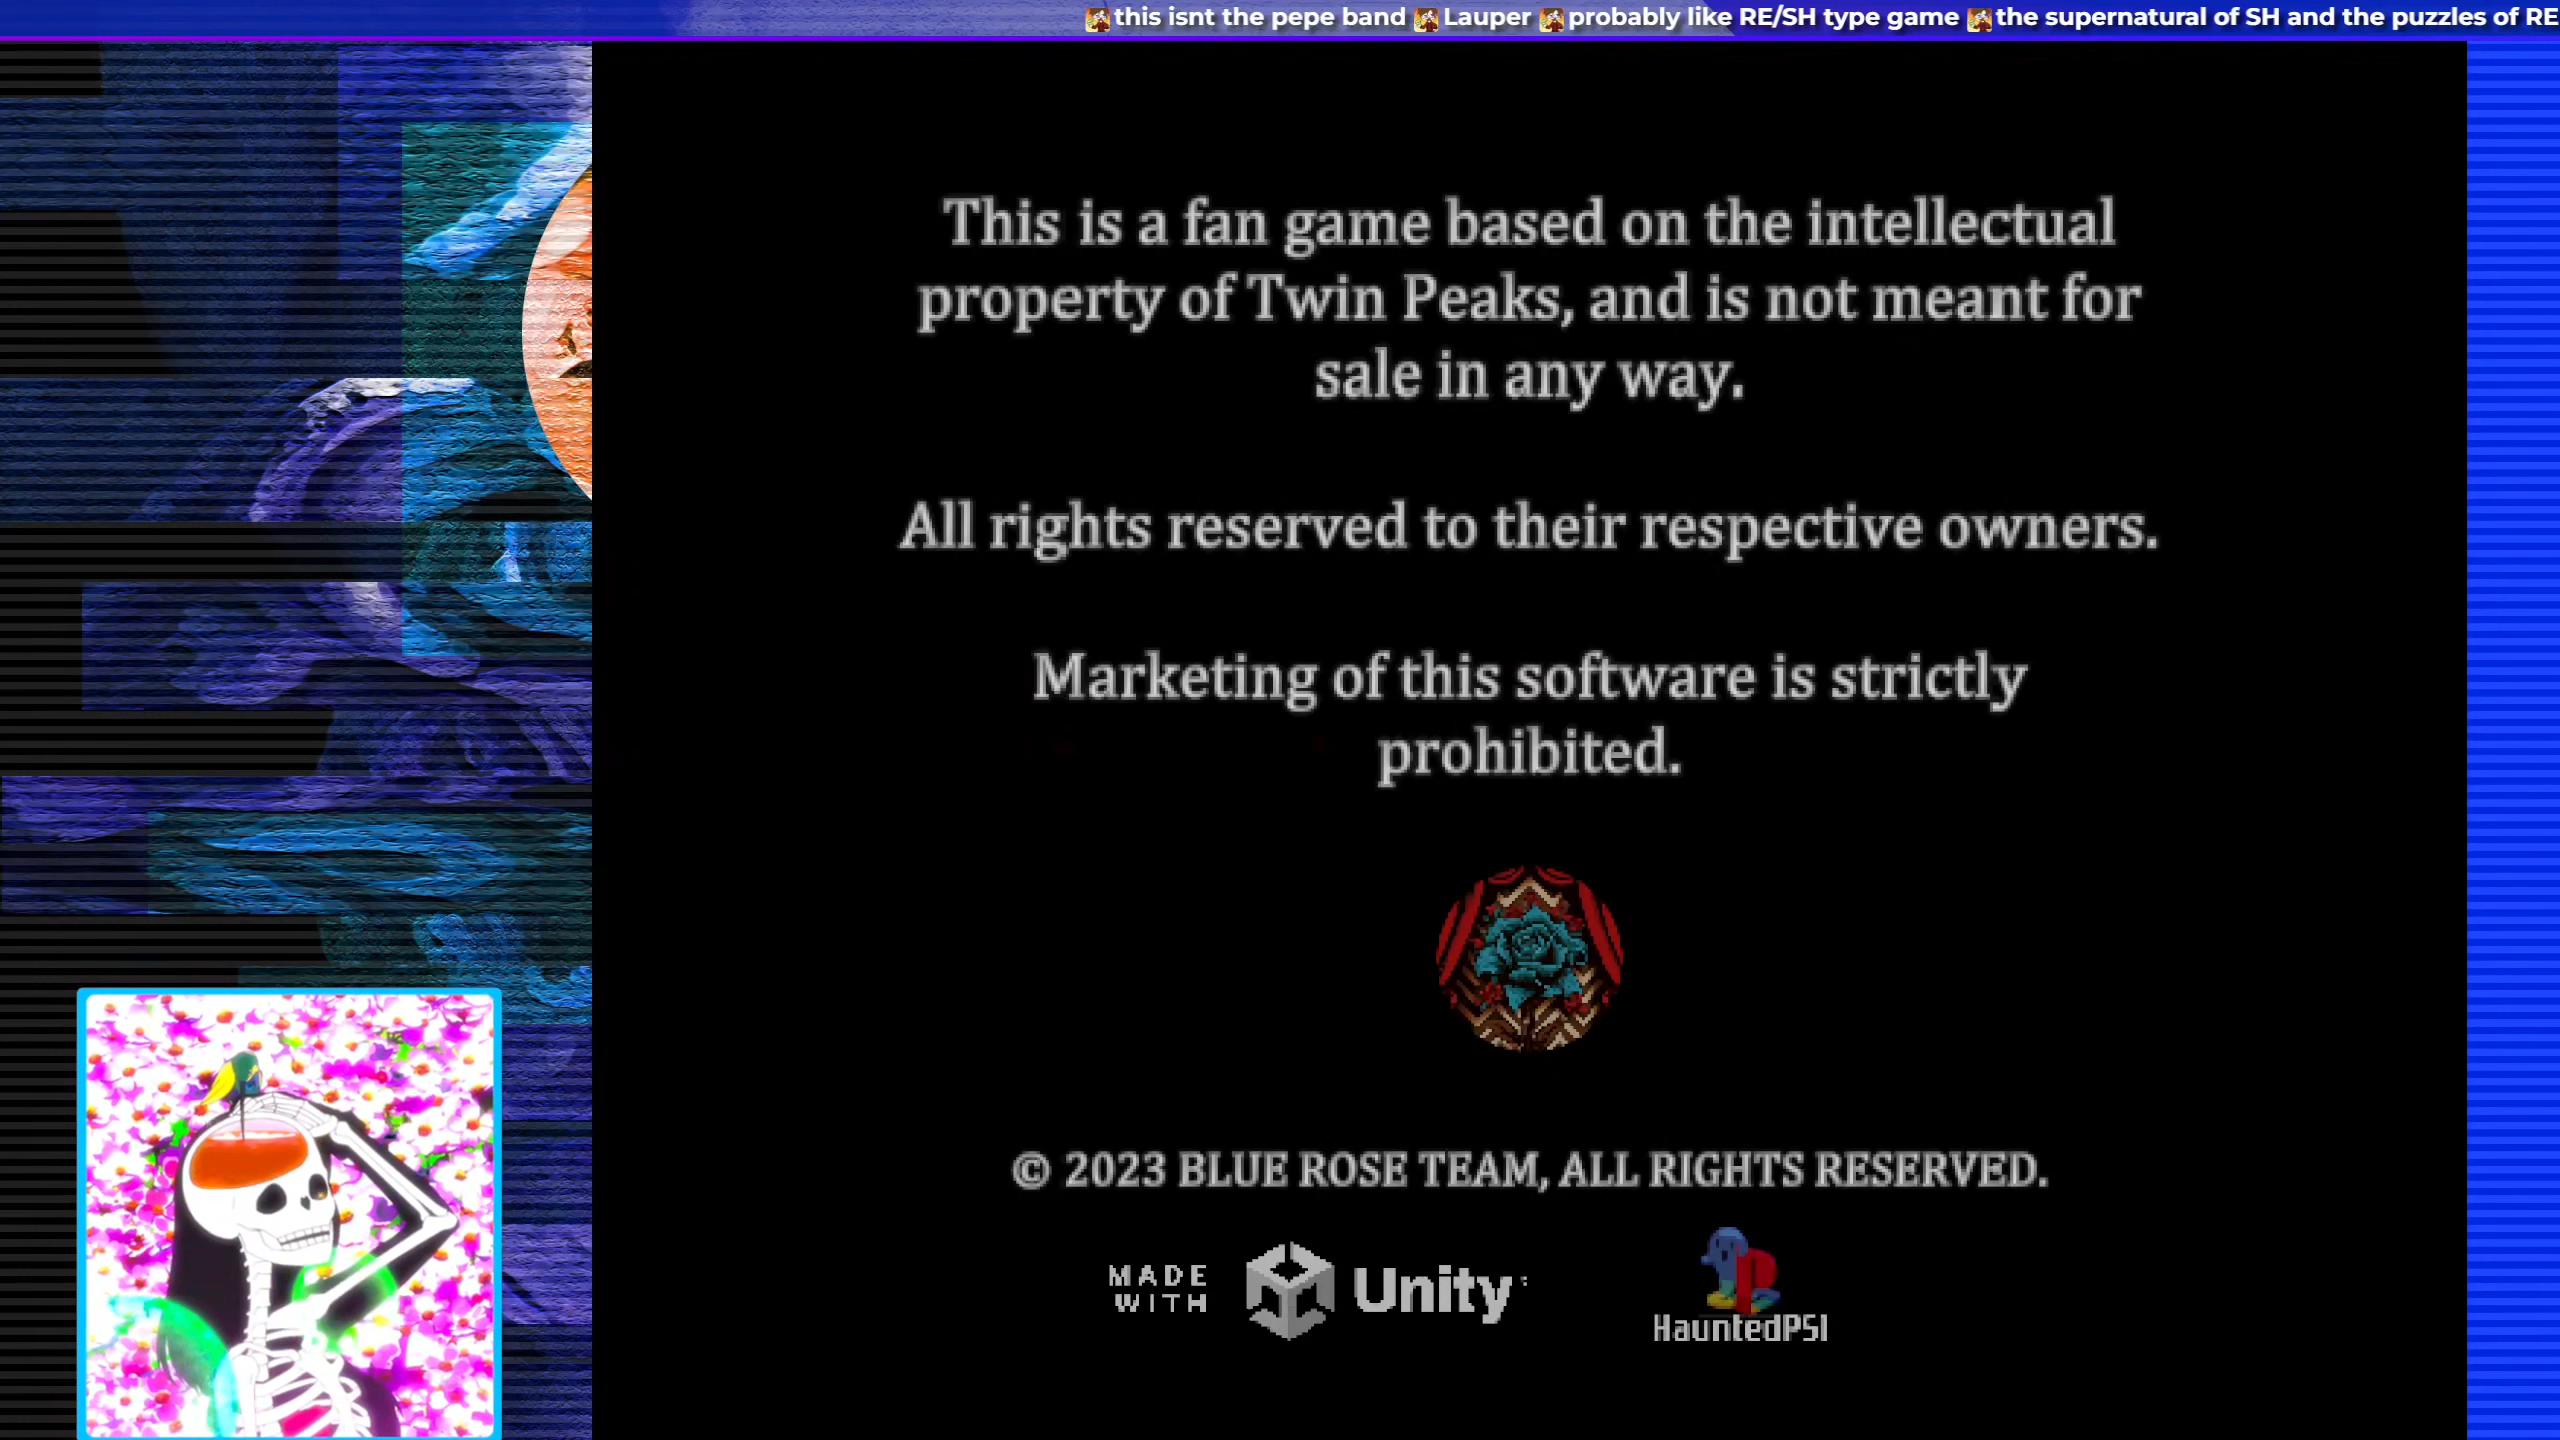 this isnt the pepe band Lauper probably like RE/SH type game the supernatural of SH and the puzzles of RE
This is a fan game based on the intellectual
property of Twin Peaks, and is not meant for
sale in any way.
All rights reserved to their respective owners.
Marketing of this software is strictly
prohibited.
© 2023 BLUE ROSE TEAM, ALL RIGHTS RESERVED.
MADE
WITH
Unity
HauntedPS1